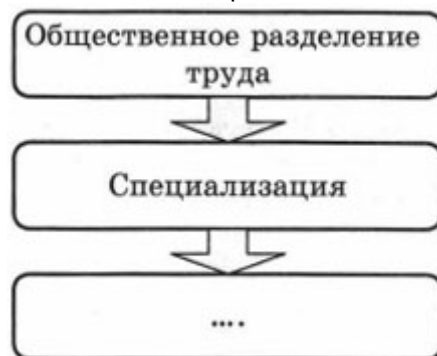 Общественное разделение
труда
Специализация
....